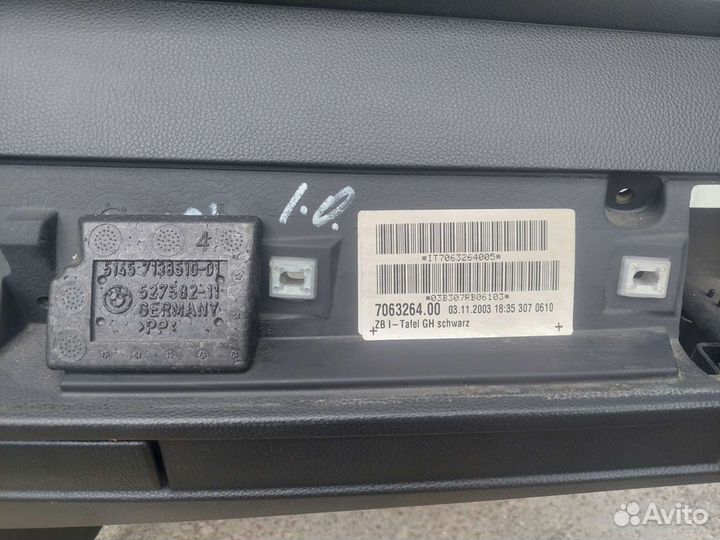 1.0.
4
5145-7138510-01
527582-11
GERMANY
>PP<
*IT7063264005*
*03B307RB06103*
7063264.00 03.11.2003 18:35 307 0610
ZB I-Tafel GH schwarz
Avito